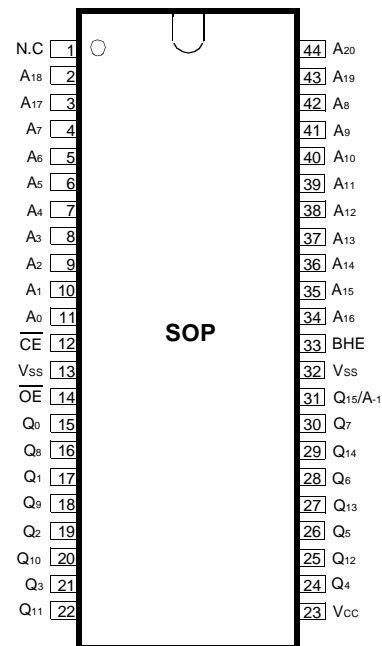 N.C 1 44 A20
A18 2 43 A19
A17 3 42 A8
A7 4 41 A9
A6 5 40 A10
A5 6 39 A11
A4 7 38 A12
A3 8 37 A13
A2 9 36 A14
A1 10 35 A15
A0 11 34 A16
SOP
CE 12 33 BHE
VSS 13 32 VSS
OE 14 31 Q15/A-1
Q0 15 30 Q7
Q8 16 29 Q14
Q1 17 28 Q6
Q9 18 27 Q13
Q2 19 26 Q5
Q10 20 25 Q12
Q3 21 24 Q4
Q11 22 23 VCC